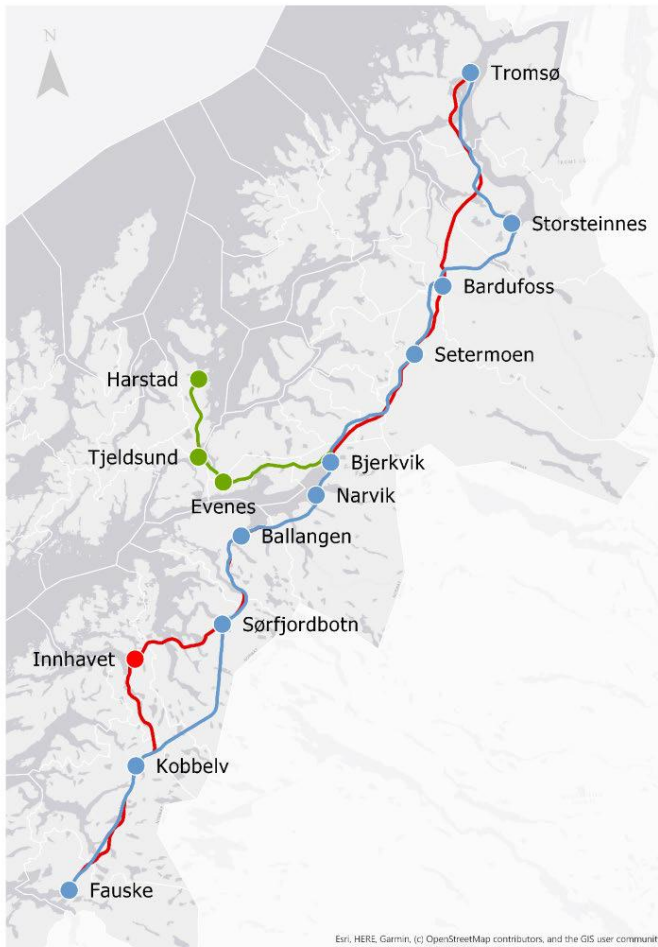 N
Tromsø
Storsteinnes
Bardufoss
Setermoen
Harstad
Tjeldsund
Bjerkvik
Evenes
Narvik
Ballangen
Sørfjordbotn
Innhavet
Kobbelv
Fauske
Esri, HERE, Garmin, (c) OpenStreetMap contributors, and the GIS user communit